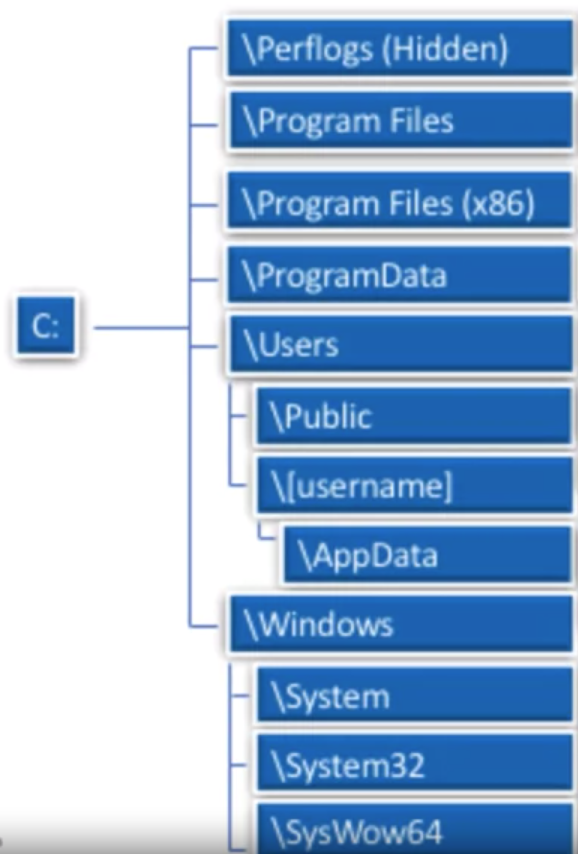 \Perflogs (Hidden)
\Program Files
\Program Files (x86)
\ProgramData
C:
\Users
\Public
\[username]
\AppData
\Windows
\System
\System32
\SysWow64